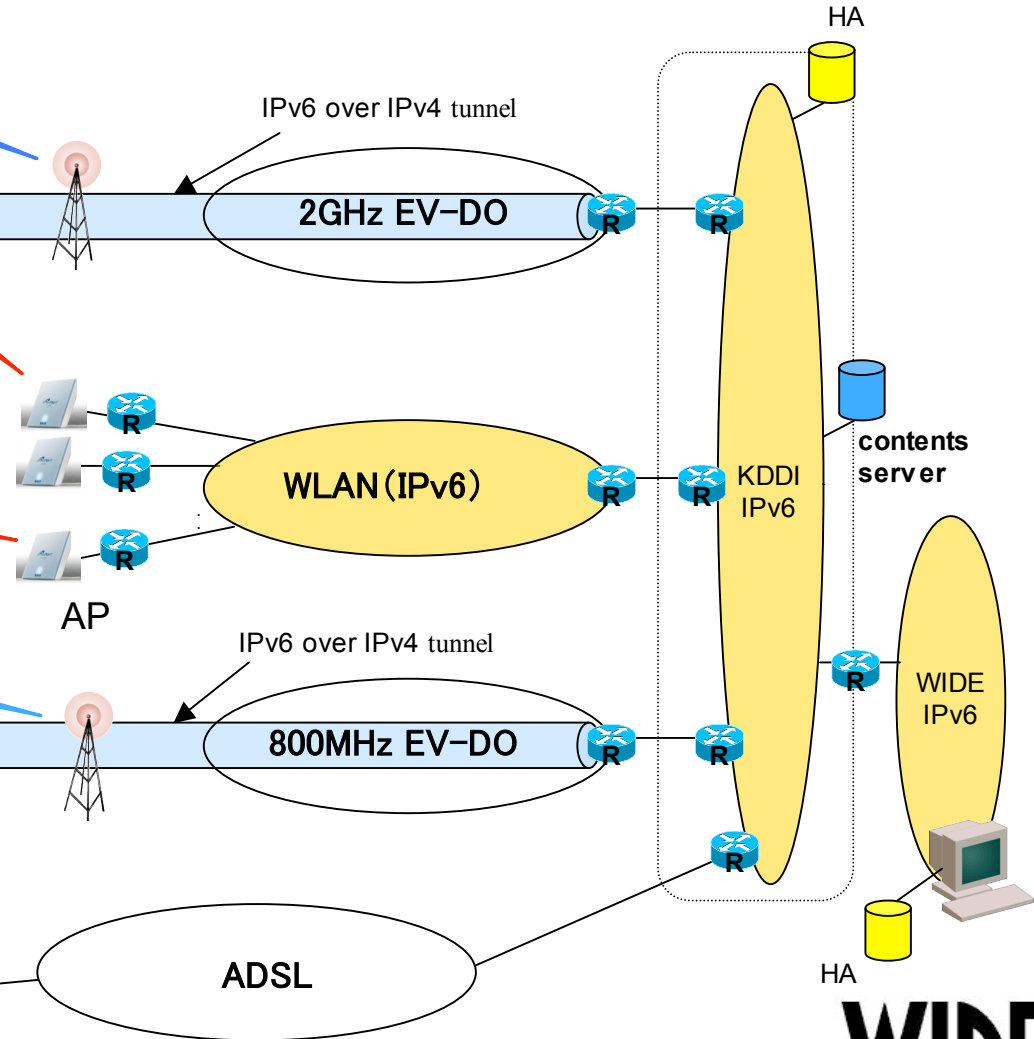 HA
IPv6 over IPv4 tunnel
2GHz EV-DO
R
R
R
R
R
WLAN(IPv6)
R
R
KDDI
IPv6
contents
server
:
AP
IPv6 over IPv4 tunnel
800MHz EV-DO
R
R
R
R
WIDE
IPv6
ADSL
HA
WIDE